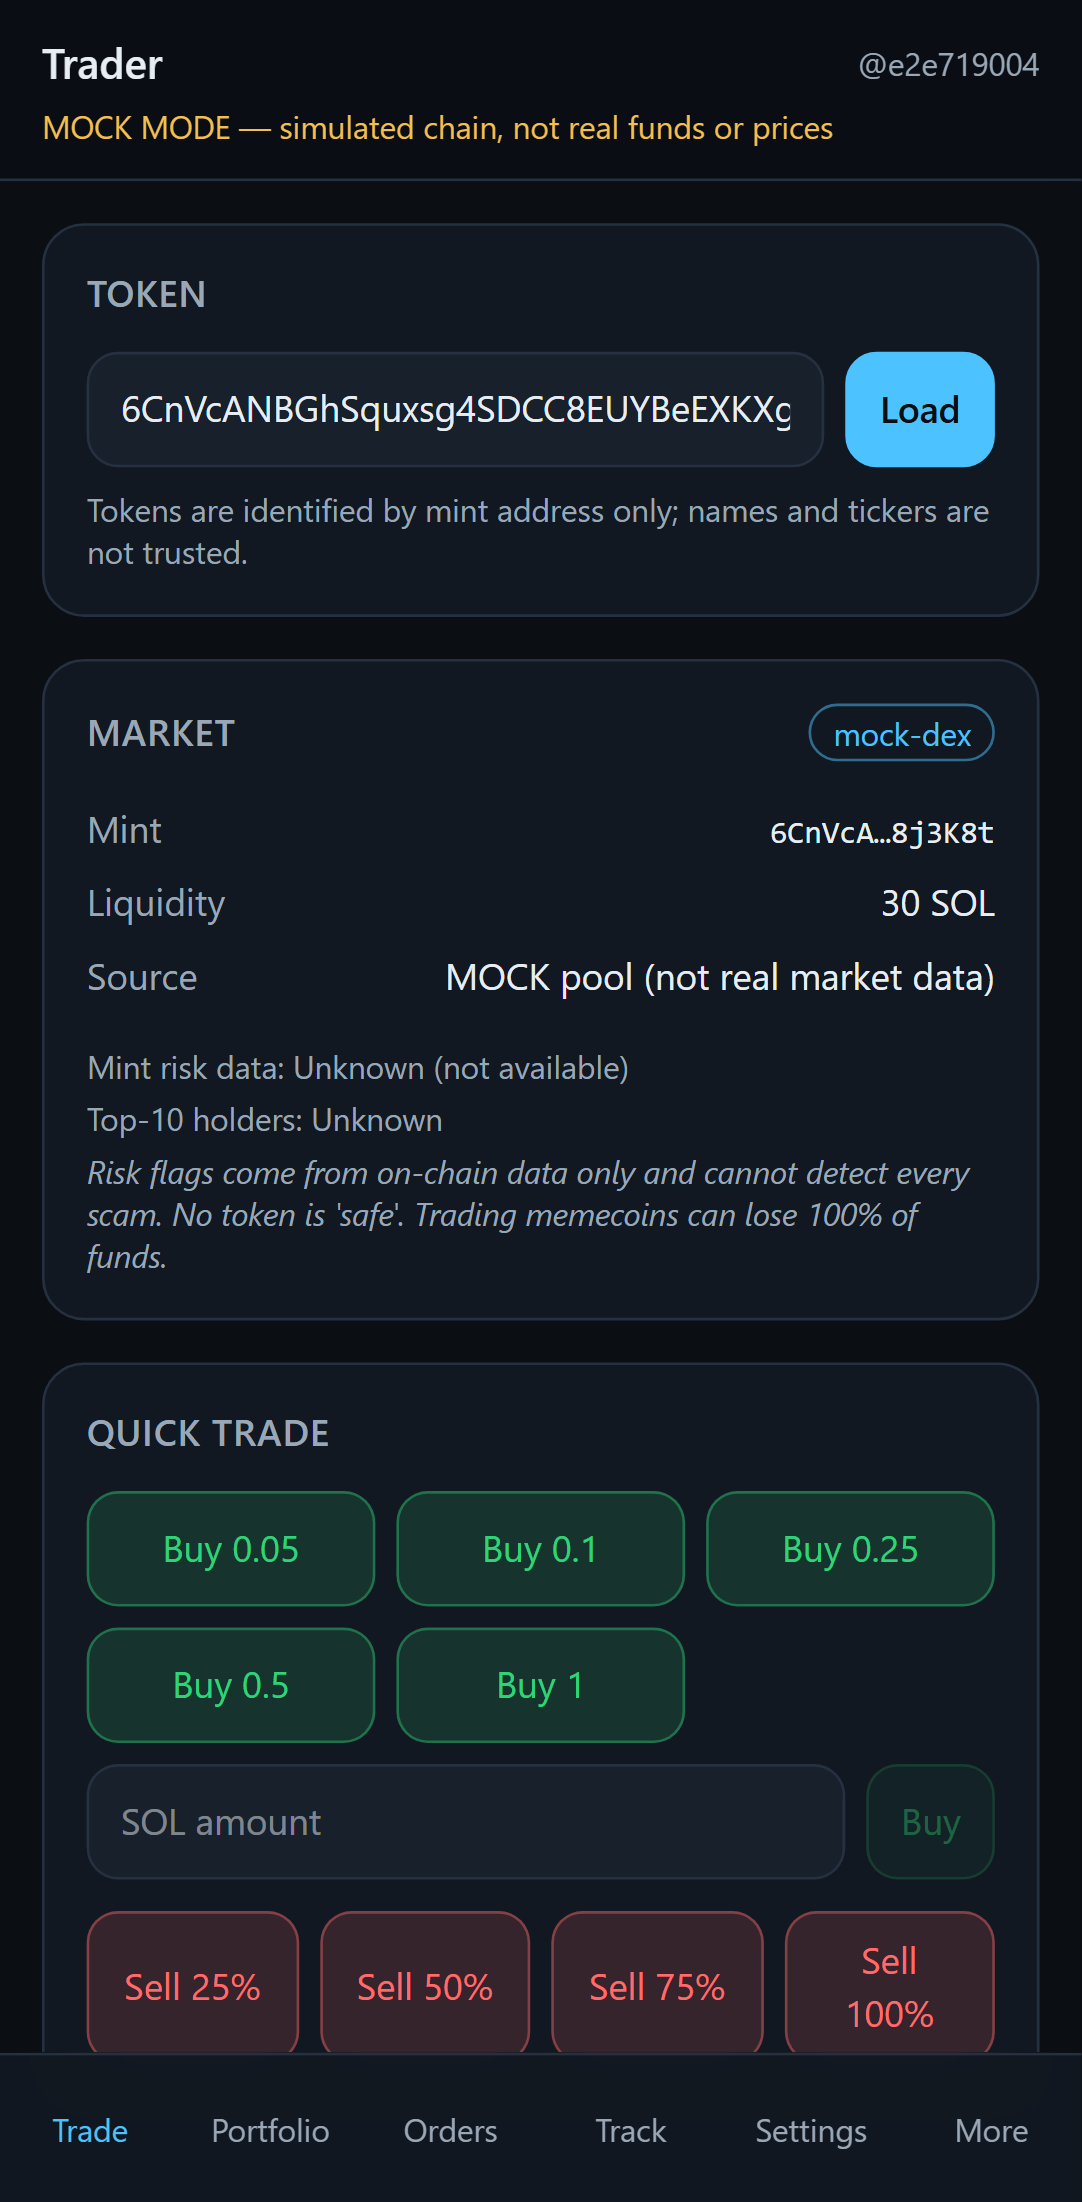 Trader
@e2e719004
MOCK MODE — simulated chain, not real funds or prices
TOKEN
6CnVcANBGhSquxsg4SDCC8EUYBeEXKXg
Load
Tokens are identified by mint address only; names and tickers are
not trusted.
MARKET
mock-dex
Mint
6CnVcA…8j3K8t
Liquidity
30 SOL
Source
MOCK pool (not real market data)
Mint risk data: Unknown (not available)
Top-10 holders: Unknown
Risk flags come from on-chain data only and cannot detect every
scam. No token is 'safe'. Trading memecoins can lose 100% of
funds.
QUICK TRADE
Buy 0.05
Buy 0.1
Buy 0.25
Buy 0.5
Buy 1
SOL amount
Buy
Sell 25%
Sell 50%
Sell 75%
Sell
100%
Trade
Portfolio
Orders
Track
Settings
More